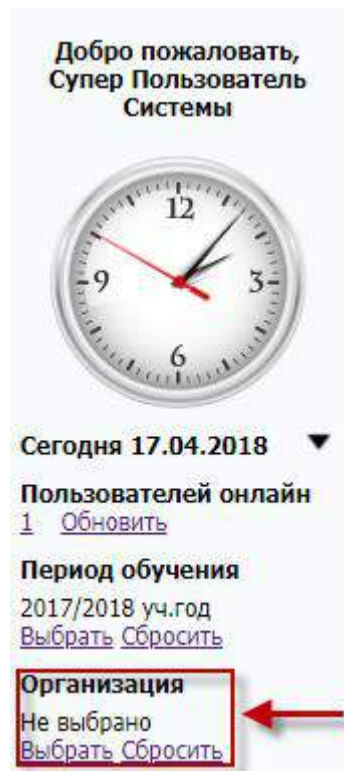 Добро пожаловать,
Супер Пользователь
Системы
12
9
3
6
Сегодня 17.04.2018
Пользователей онлайн
1 Обновить
Период обучения
2017/2018 уч.год
Выбрать Сбросить
Организация
Не выбрано
Выбрать Сбросить